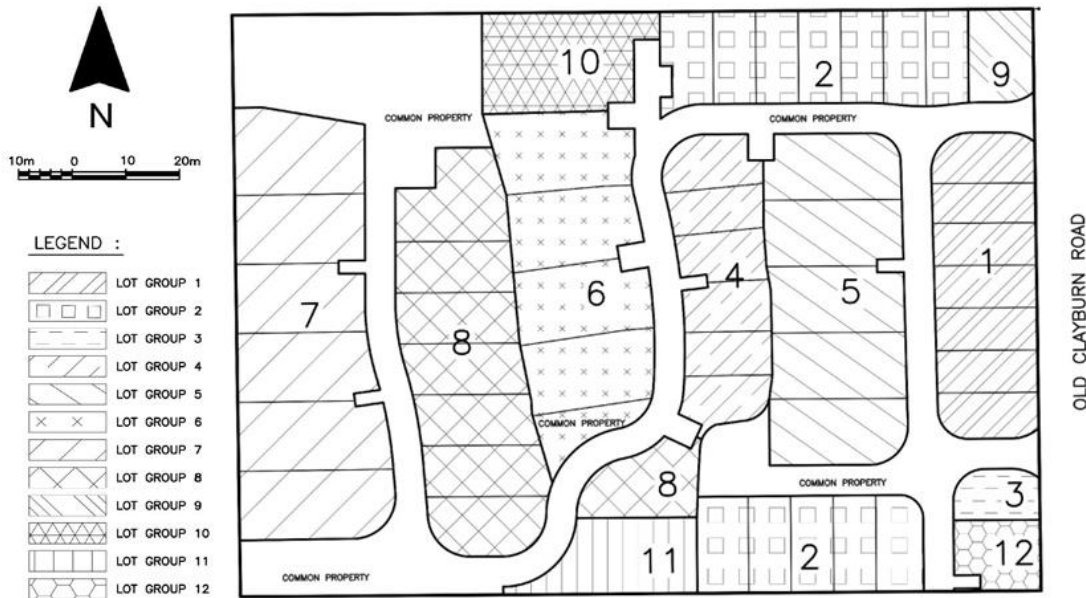 N
10m 0 10 20m
LEGEND :
LOT GROUP 1
LOT GROUP 2
LOT GROUP 3
LOT GROUP 4
LOT GROUP 5
LOT GROUP 6
LOT GROUP 7
LOT GROUP 8
LOT GROUP 9
LOT GROUP 10
LOT GROUP 11
LOT GROUP 12
10
2
9
COMMON PROPERTY
COMMON PROPERTY
7
8
6
4
5
1
OLD CLAYBURN ROAD
COMMON PROPERTY
8
COMMON PROPERTY
3
11
2
12
COMMON PROPERTY